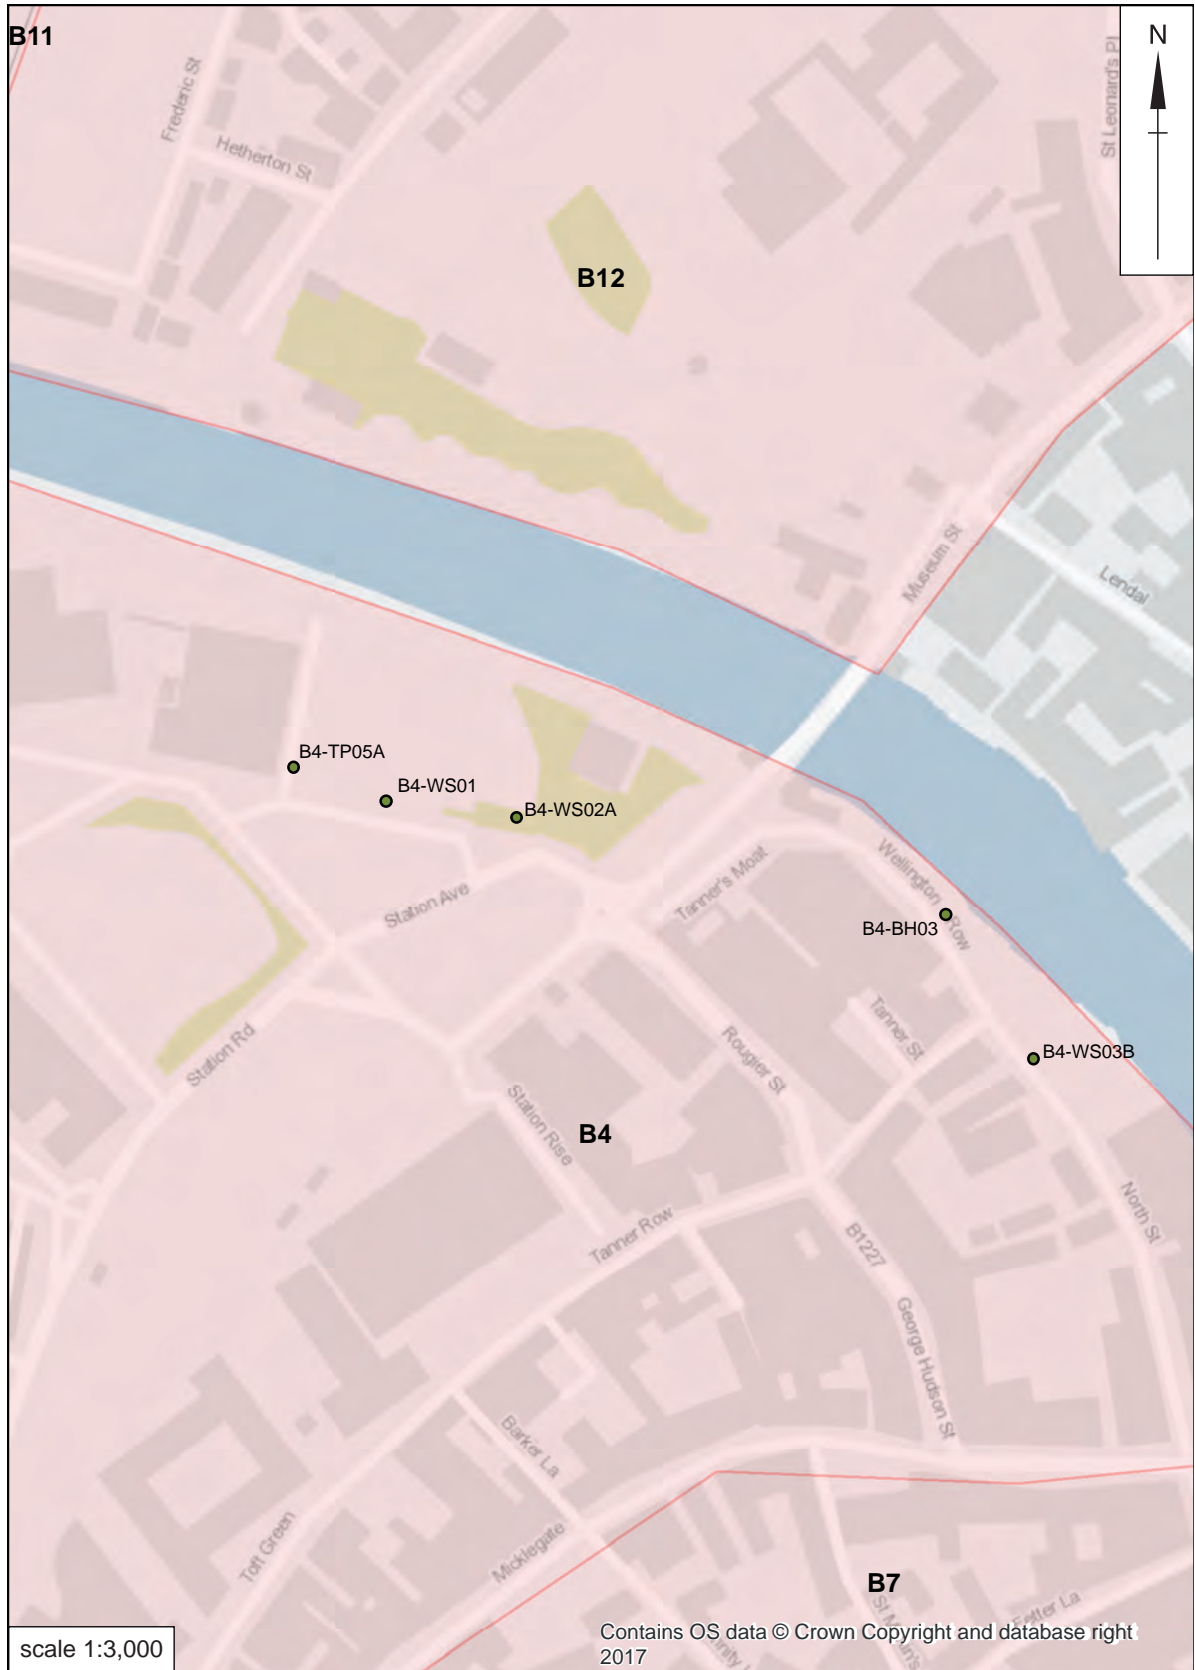 B11
N
Frederic St
Hetherton St
St Leonard's Pl
B12
Museum St
Lendal
B4-TP05A
B4-WS01
B4-WS02A
Station Ave
Tanner's Moat
Wellington Row
B4-BH03
Station Rd
Rougier St
Tanner St
B4-WS03B
Station Rise
B4
Tanner Row
B1227
North St
George Hudson St
Barker La
Toft Green
Micklegate
B7
Fetter La
scale 1:3,000
Contains OS data © Crown Copyright and database right
2017